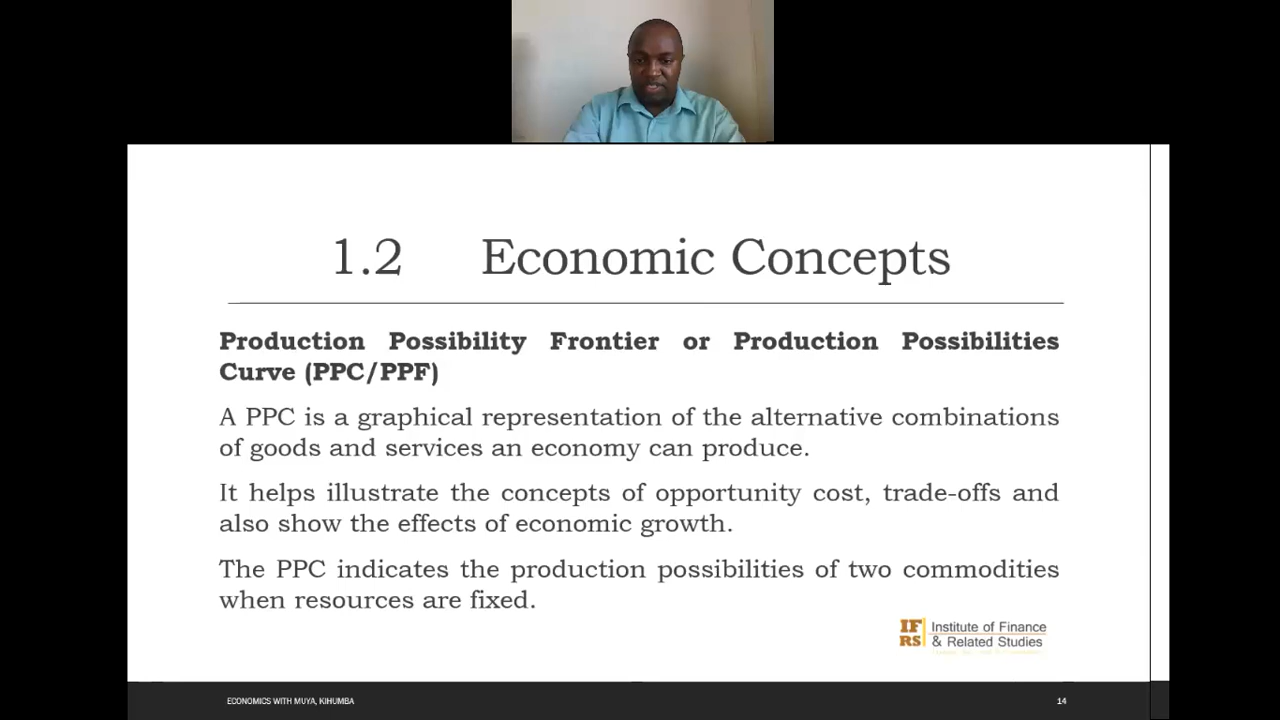 1.2 Economic Concepts
Production Possibility Frontier or Production Possibilities
Curve (PPC/PPF)
A PPC is a graphical representation of the alternative combinations
of goods and services an economy can produce.
It helps illustrate the concepts of opportunity cost, trade-offs and
also show the effects of economic growth.
The PPC indicates the production possibilities of two commodities
when resources are fixed.
IF
RS
Institute of Finance
& Related Studies
ECONOMICS WITH MUYA, KIHUMBA
14